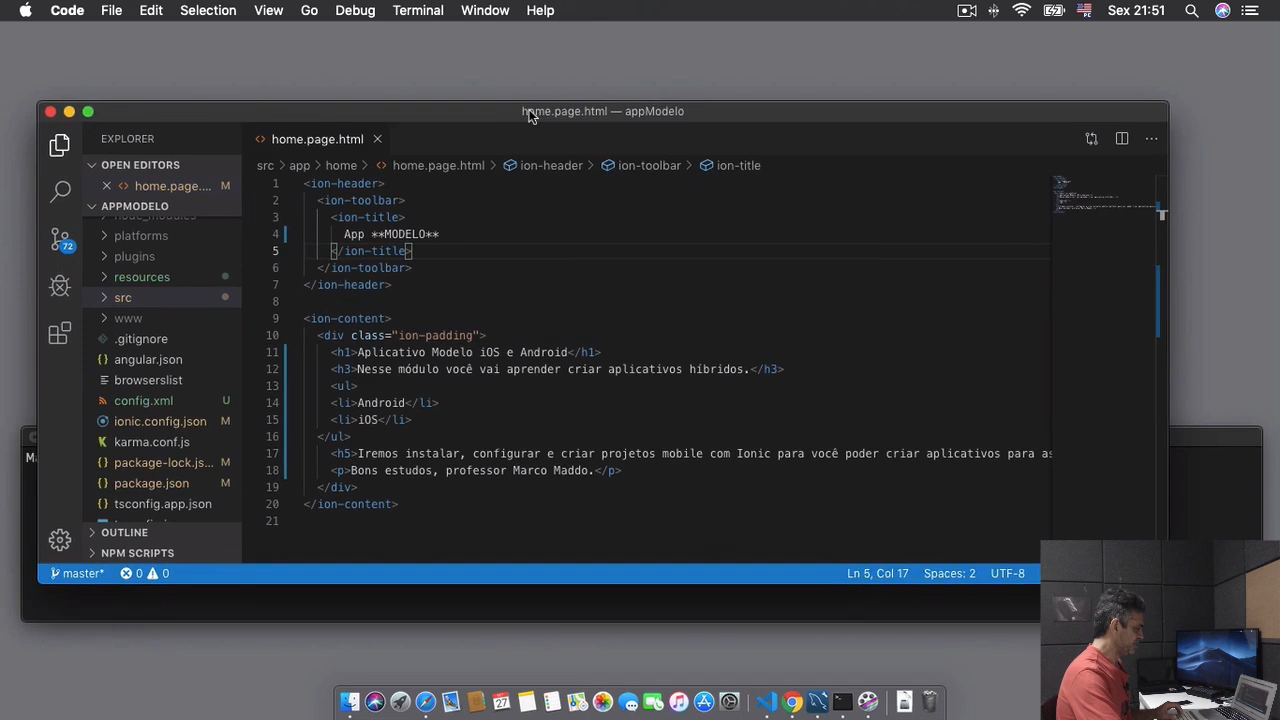 Code File Edit Selection View Go Debug Terminal Window Help Sex 21:51
home.page.html — appModelo
EXPLORER
OPEN EDITORS
home.page.... M
APPMODELO
node_modules
platforms
plugins
resources
src
www
.gitignore
angular.json
browserslist
config.xml U
ionic.config.json M
karma.conf.js
package-lock.js... M
package.json M
tsconfig.app.json
OUTLINE
NPM SCRIPTS
72
home.page.html
src > app > home > home.page.html > ion-header > ion-toolbar > ion-title
1 <ion-header>
2 <ion-toolbar>
3 <ion-title>
4 App **MODELO**
5 </ion-title>
6 </ion-toolbar>
7 </ion-header>
8
9 <ion-content>
10 <div class="ion-padding">
11 <h1>Aplicativo Modelo iOS e Android</h1>
12 <h3>Nesse módulo você vai aprender criar aplicativos híbridos.</h3>
13 <ul>
14 <li>Android</li>
15 <li>iOS</li>
16 </ul>
17 <h5>Iremos instalar, configurar e criar projetos mobile com Ionic para você poder criar aplicativos para as
18 <p>Bons estudos, professor Marco Maddo.</p>
19 </div>
20 </ion-content>
21
master* 0 0 Ln 5, Col 17 Spaces: 2 UTF-8
27